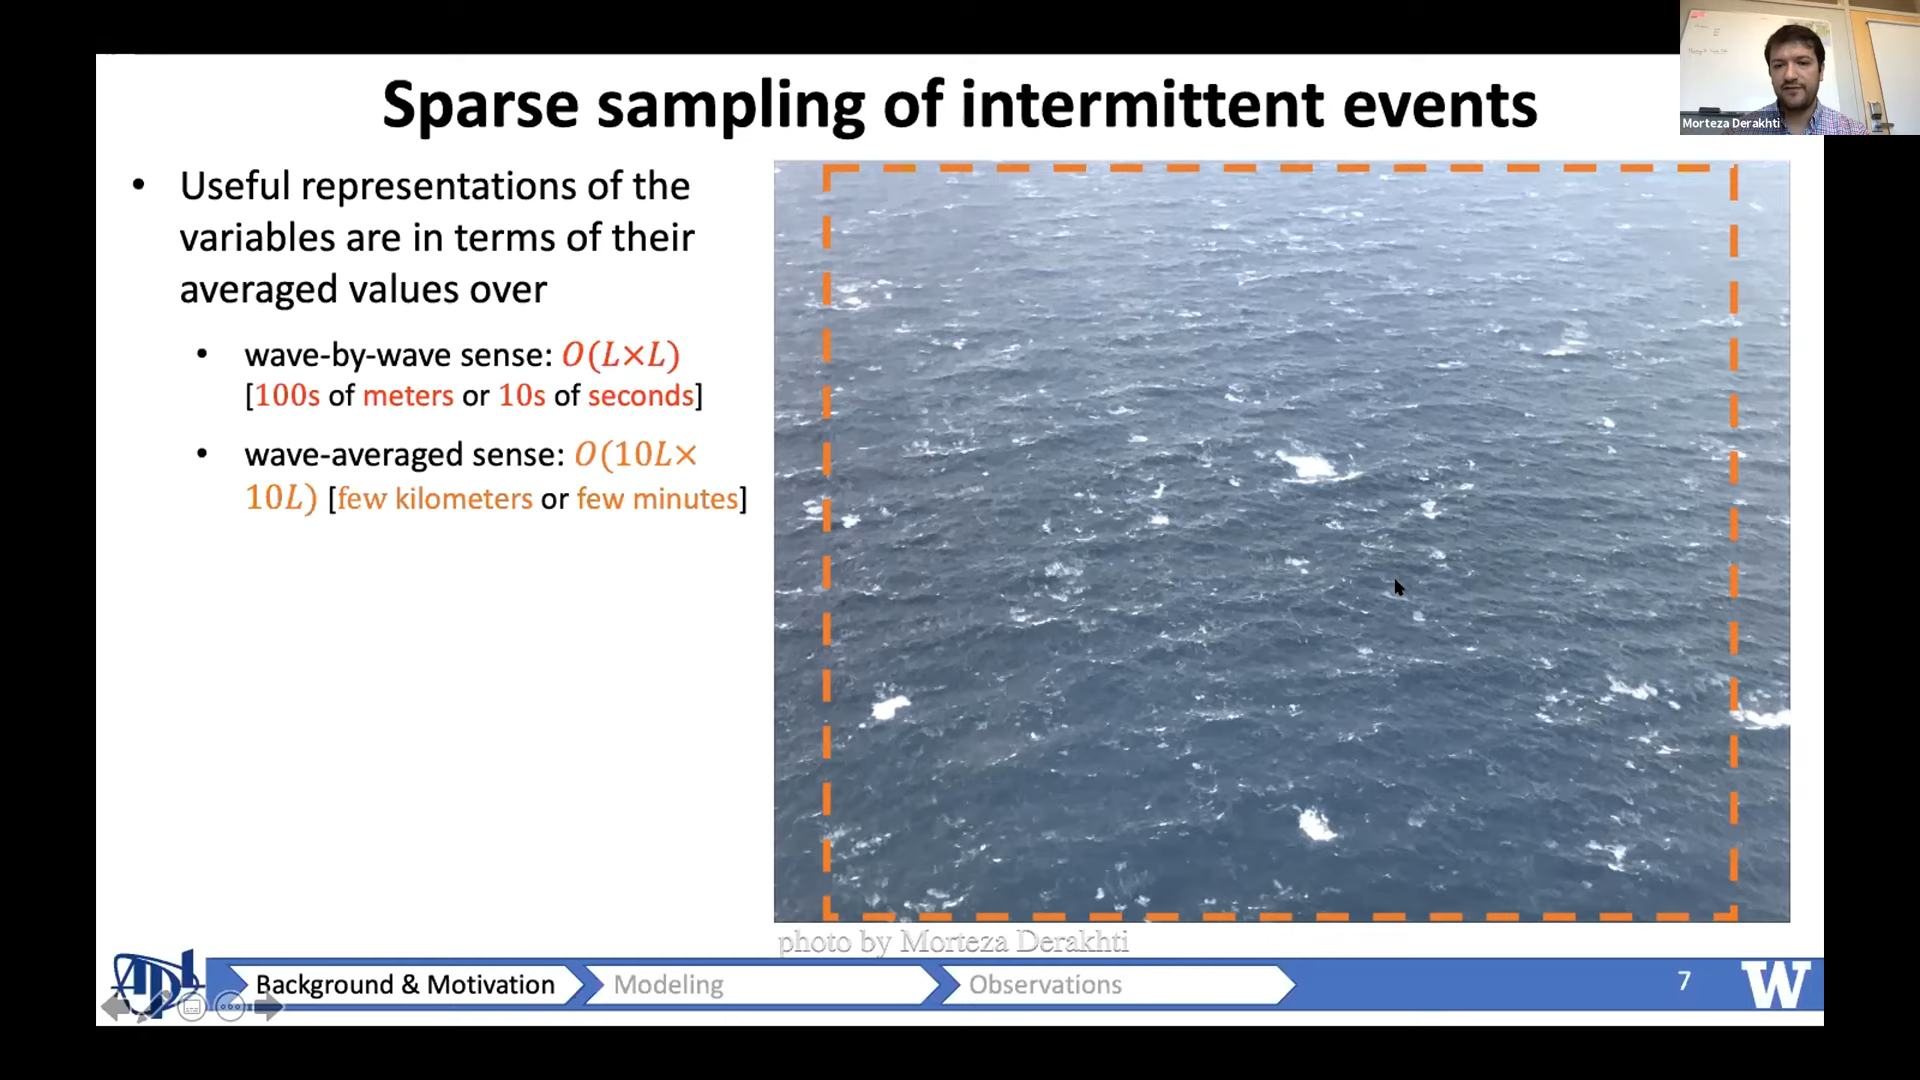 Sparse sampling of intermittent events
Morteza Derakhti
• Useful representations of the
variables are in terms of their
averaged values over
• wave-by-wave sense: O(L×L)
[100s of meters or 10s of seconds]
• wave-averaged sense: O(10L×
10L) [few kilometers or few minutes]
photo by Morteza Derakhti
APL
Background & Motivation
Modeling
Observations
7
W